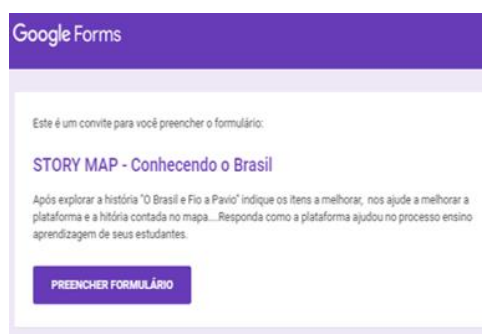 Google Forms
Este é um convite para você preencher o formulário:
STORY MAP - Conhecendo o Brasil
Após explorar a história "O Brasil e Fio a Pavio" indique os itens a melhorar, nos ajude a melhorar a
plataforma e a hitória contada no mapa....Responda como a plataforma ajudou no processo ensino
aprendizagem de seus estudantes.
PREENCHER FORMULÁRIO